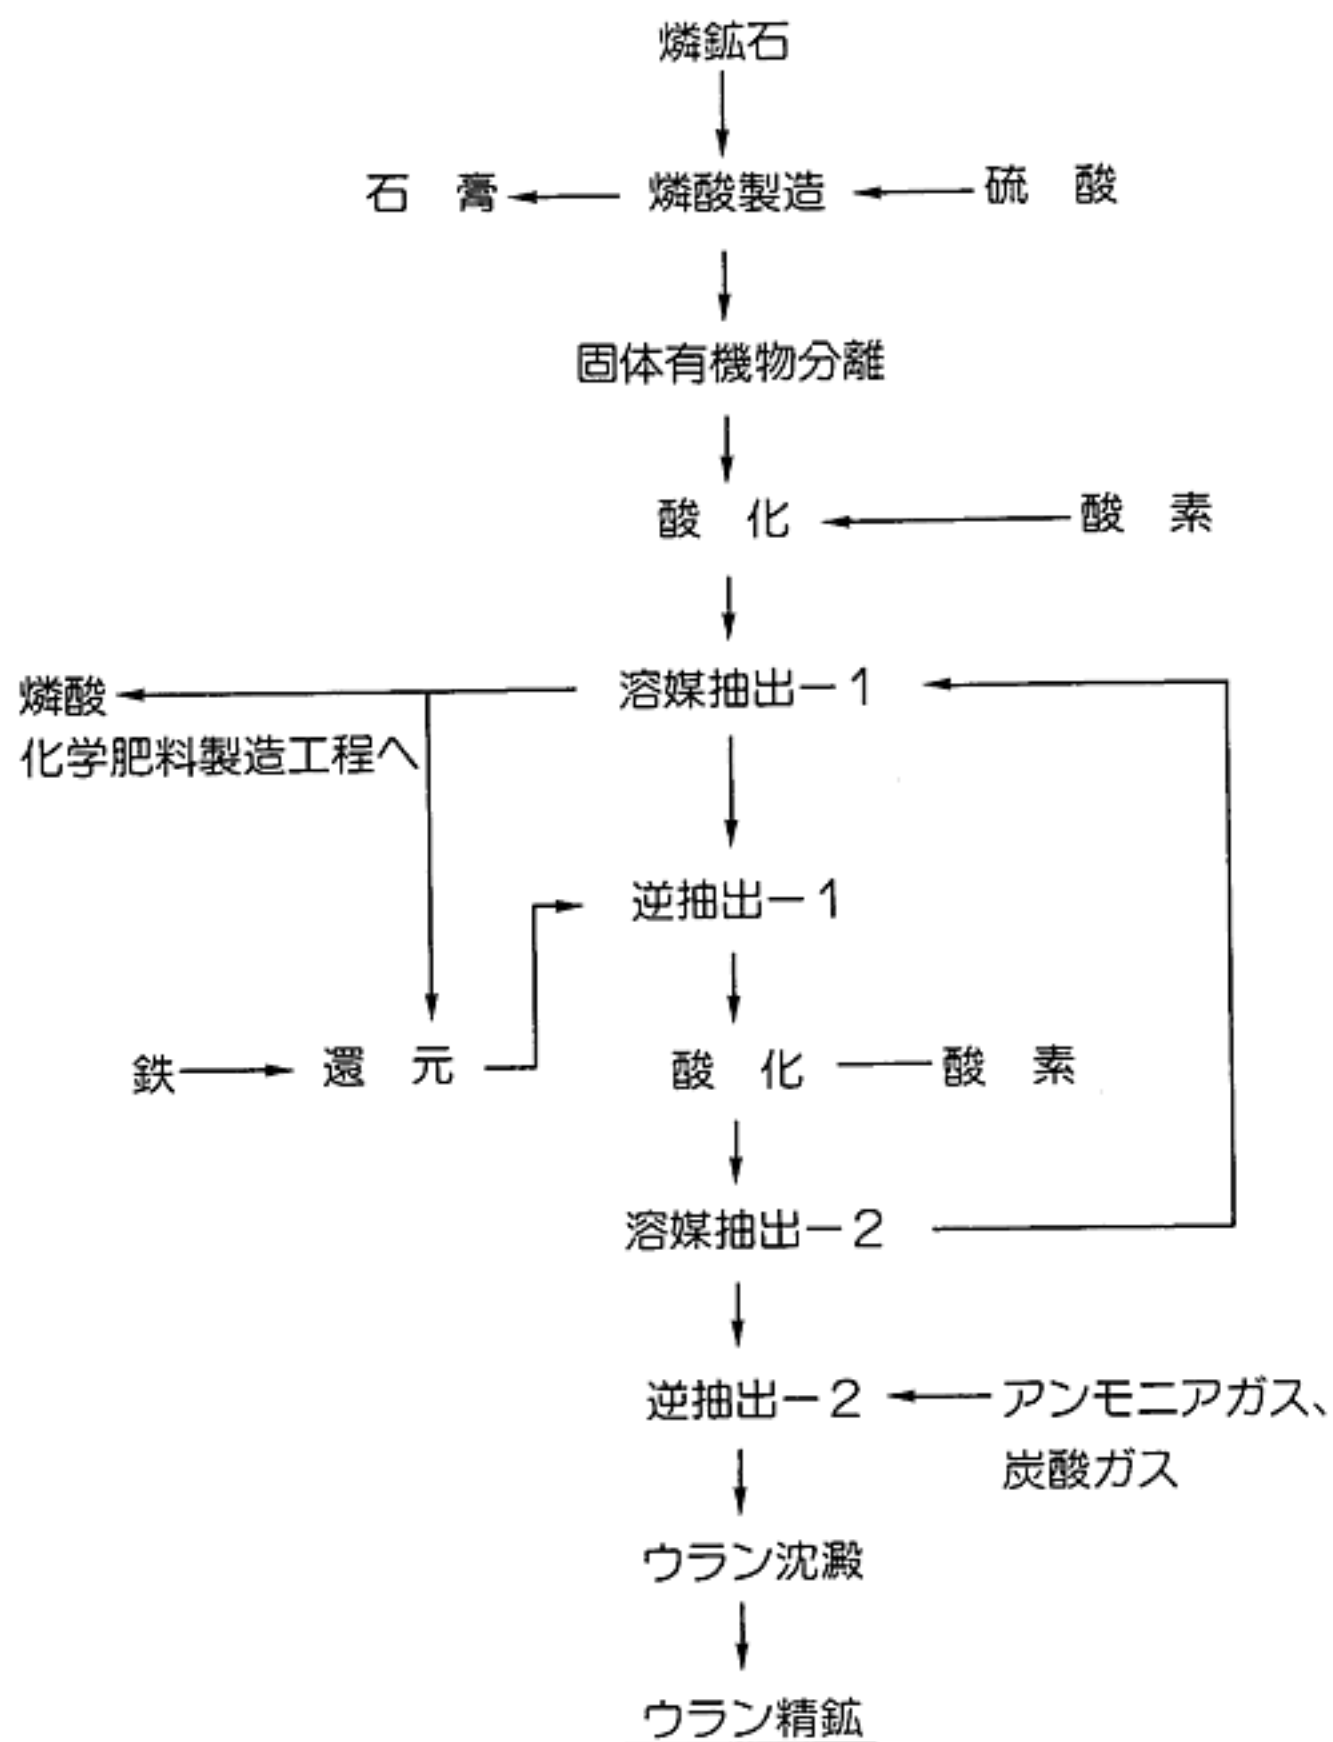 燐鉱石
石　膏
燐酸製造
硫　酸
固体有機物分離
酸　化
酸　素
燐酸
化学肥料製造工程へ
溶媒抽出－1
逆抽出－1
鉄
還　元
酸　化
酸　素
溶媒抽出－2
逆抽出－2
アンモニアガス、
炭酸ガス
ウラン沈澱
ウラン精鉱